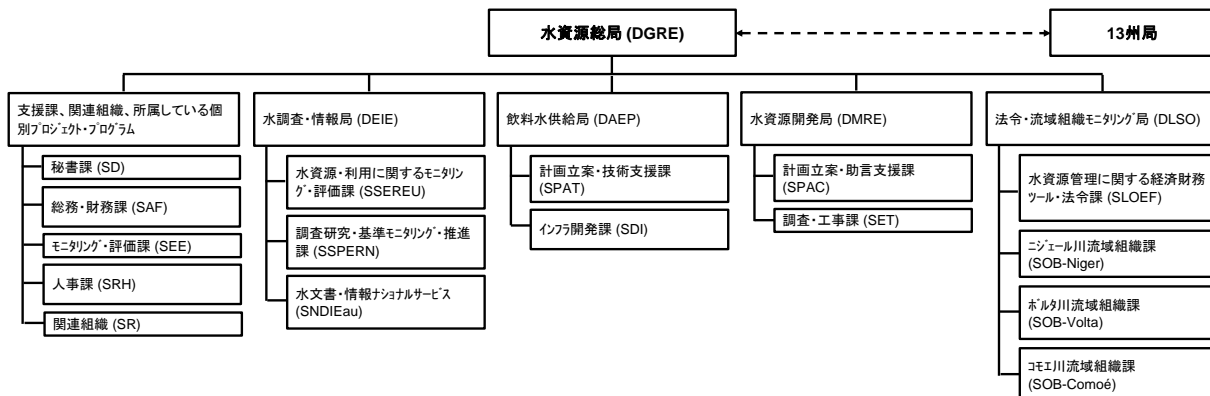 水資源総局 (DGRE)
13州局
支援課、関連組織、所属している個
別ﾌﾟﾛｼﾞｪｸﾄ･ﾌﾟﾛｸﾞﾗﾑ
秘書課 (SD)
総務・財務課 (SAF)
ﾓﾆﾀﾘﾝｸﾞ・評価課 (SEE)
人事課 (SRH)
関連組織 (SR)
水調査・情報局 (DEIE)
水資源・利用に関するﾓﾆﾀﾘﾝ
ｸﾞ・評価課 (SSEREU)
調査研究・基準ﾓﾆﾀﾘﾝｸﾞ・推進
課 (SSPERN)
水文書・情報ﾅｼｮﾅﾙｻｰﾋﾞｽ
(SNDIEau)
飲料水供給局 (DAEP)
計画立案・技術支援課
(SPAT)
ｲﾝﾌﾗ開発課 (SDI)
水資源開発局 (DMRE)
計画立案・助言支援課
(SPAC)
調査・工事課 (SET)
法令・流域組織ﾓﾆﾀﾘﾝｸﾞ局 (DLSO)
水資源管理に関する経済財務
ﾂｰﾙ・法令課 (SLOEF)
ﾆｼﾞｪｰﾙ川流域組織課
(SOB-Niger)
ﾎﾞﾙﾀ川流域組織課
(SOB-Volta)
ｺﾓｴ川流域組織課
(SOB-Comoé)